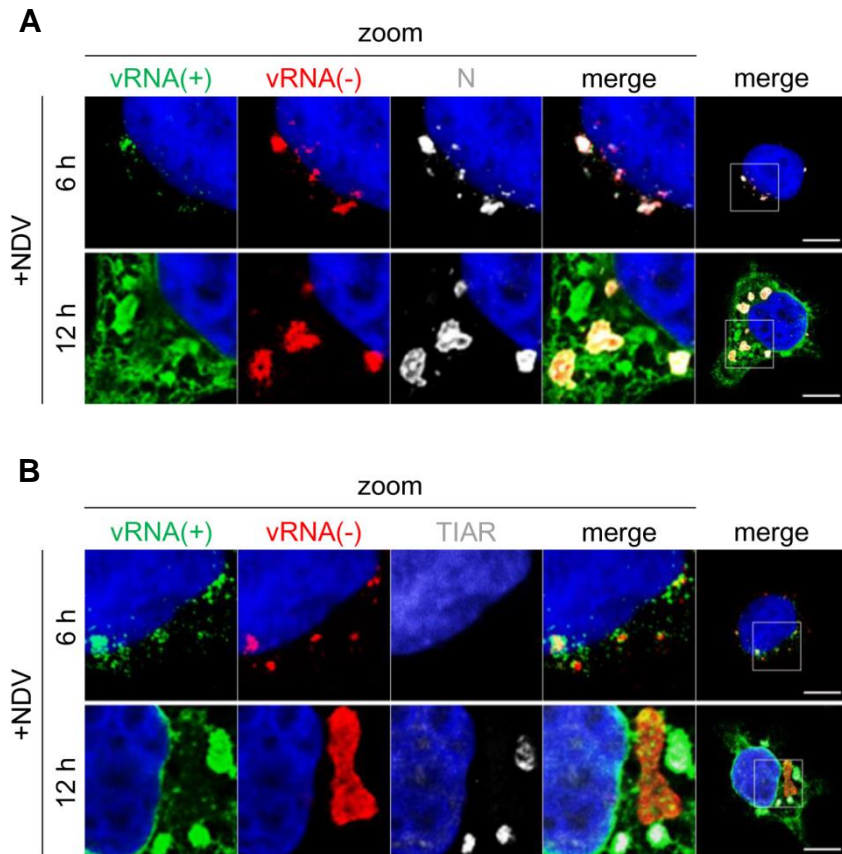 A
zoom
vRNA(+) vRNA(-) N merge merge
+NDV
6 h
12 h
B
zoom
vRNA(+) vRNA(-) TIAR merge merge
+NDV
6 h
12 h